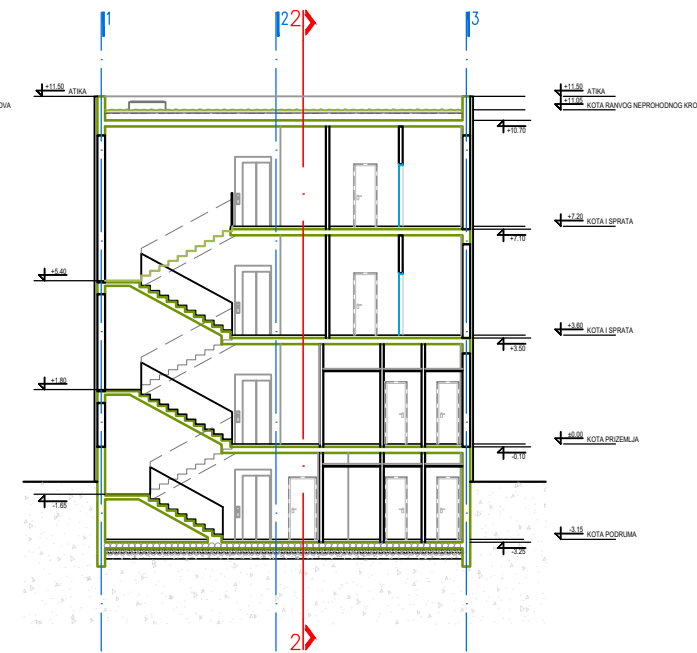 1
2
2
3
+11.50
ATIKA
+11.50
ATIKA
OVA
+11.05
KOTA RANVOG NEPROHODNOG KRO
+10.70
+7.20
KOTA I SPRATA
+7.10
+5.40
+3.60
KOTA I SPRATA
+3.50
+1.80
±0.00
KOTA PRIZEMLJA
-0.10
-1.65
-3.15
KOTA PODRUMA
-3.25
2